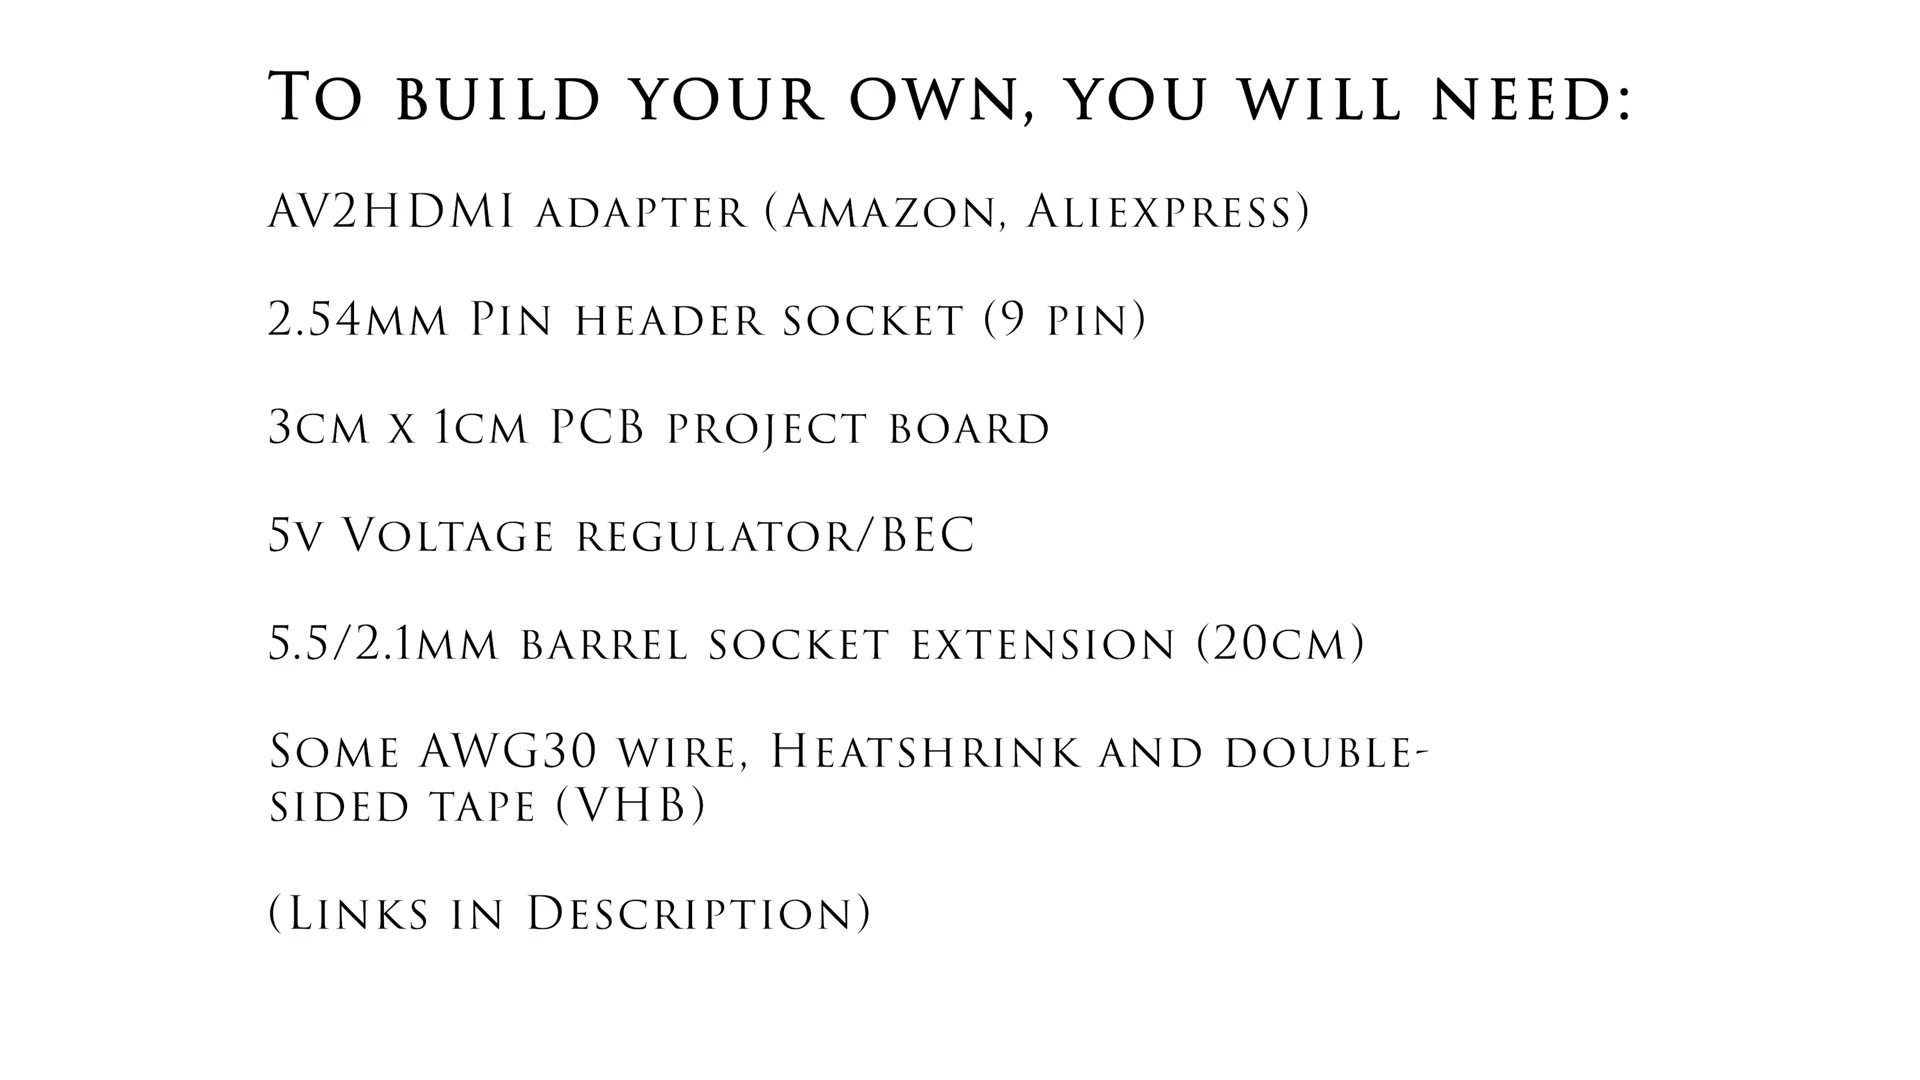 To build your own, you will need:
AV2HDMI adapter (Amazon, Aliexpress)
2.54mm Pin header socket (9 pin)
3cm x 1cm PCB project board
5v Voltage regulator/BEC
5.5/2.1mm barrel socket extension (20cm)
Some AWG30 wire, Heatshrink and double-
sided tape (VHB)
(Links in Description)